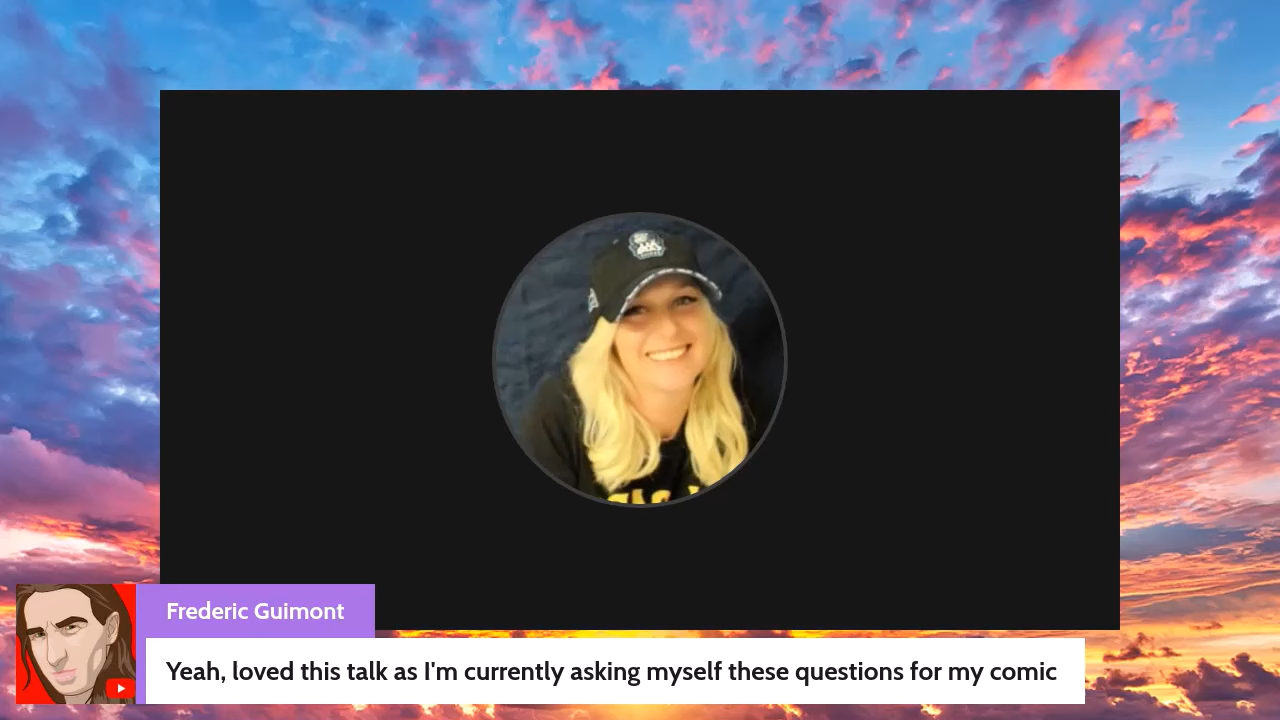 Frederic Guimont
Yeah, loved this talk as I'm currently asking myself these questions for my comic